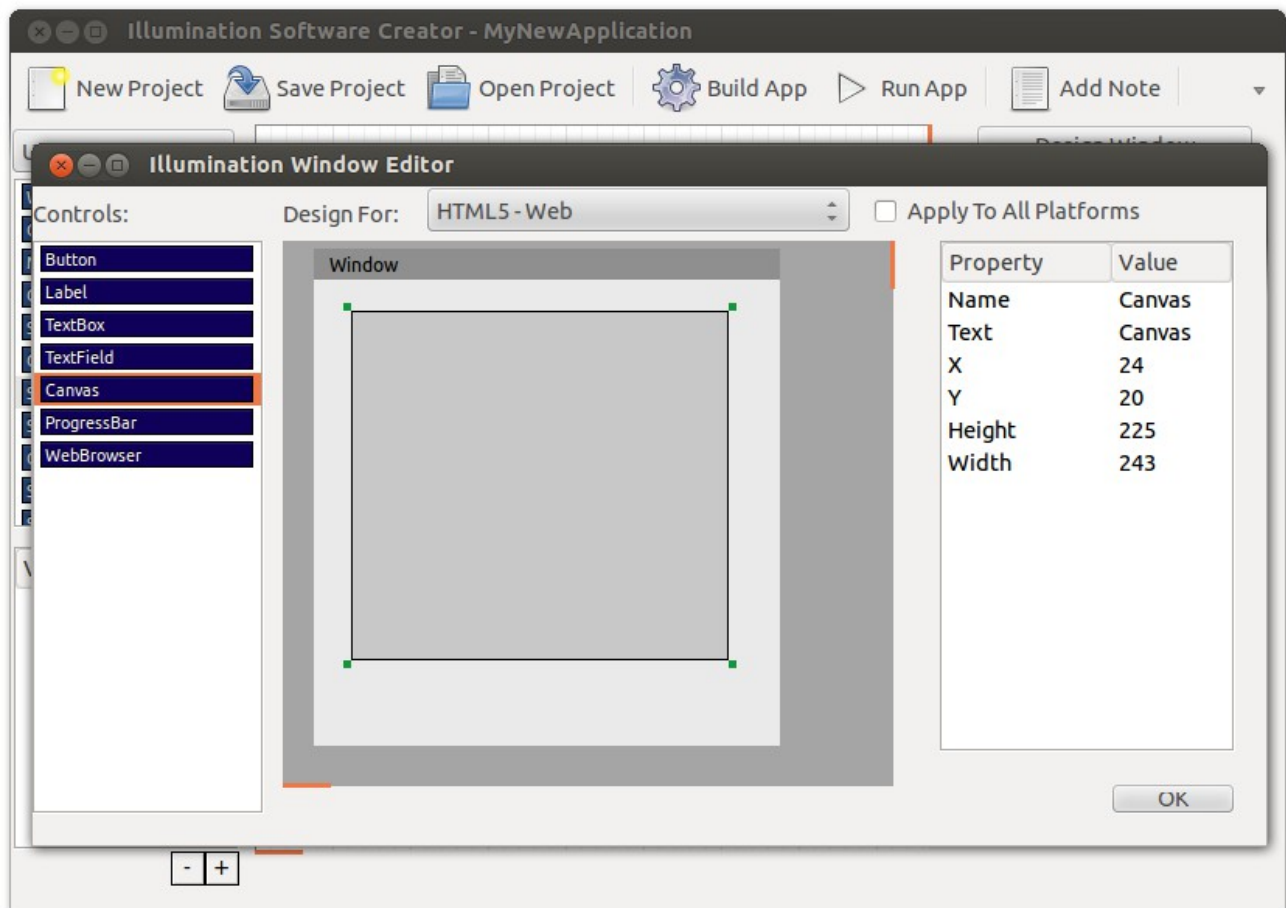 Illumination Software Creator - MyNewApplication
New Project Save Project Open Project Build App Run App Add Note
Illumination Window Editor
Controls: Design For: HTML5 - Web Apply To All Platforms
Button
Label
TextBox
TextField
Canvas
ProgressBar
WebBrowser
Window
Property Value
Name Canvas
Text Canvas
X 24
Y 20
Height 225
Width 243
OK
- +